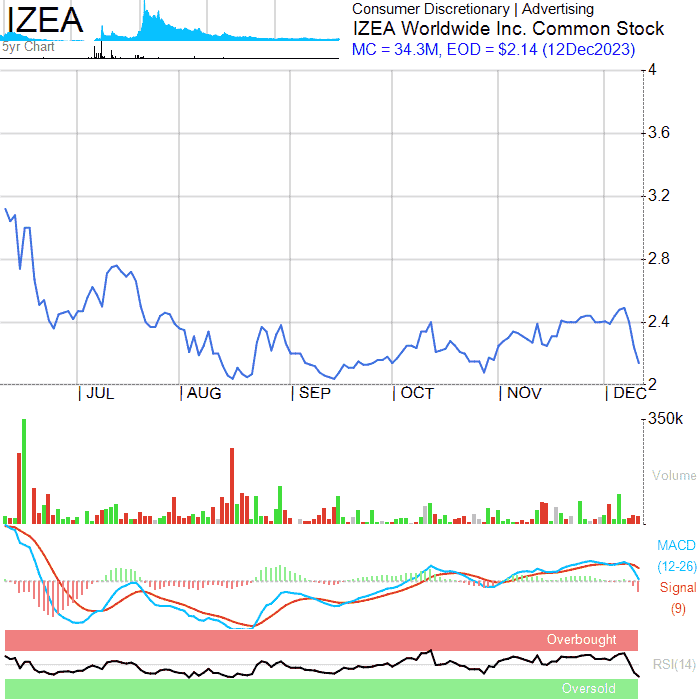 IZEA
5yr Chart
Consumer Discretionary | Advertising
IZEA Worldwide Inc. Common Stock
MC = 34.3M, EOD = $2.14 (12Dec2023)
4
3.6
3.2
2.8
2.4
2
JUL AUG SEP OCT NOV DEC
350k
Volume
MACD
(12-26)
Signal
(9)
Overbought
RSI(14)
Oversold